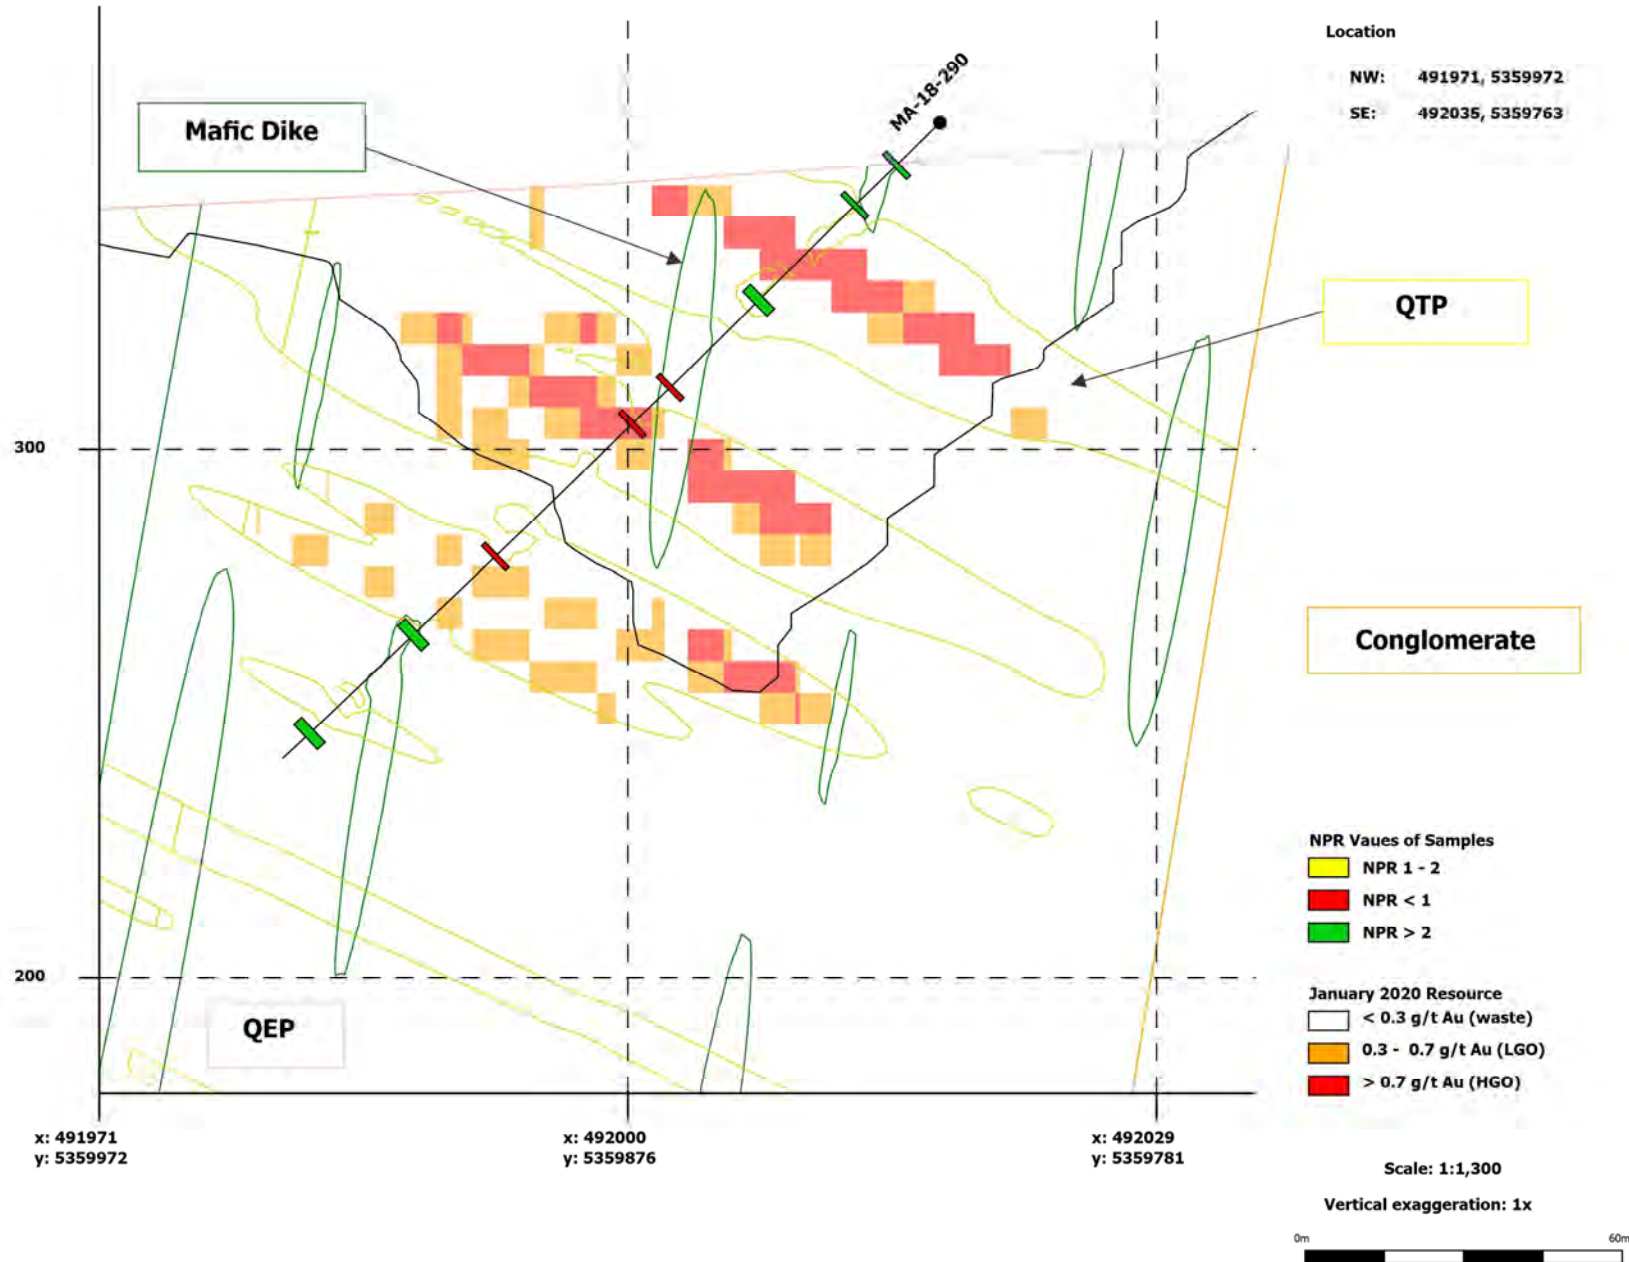 Location
NW: 491971, 5359972
SE: 492035, 5359763
MA-18-290
Mafic Dike
QTP
300
Conglomerate
NPR Vaues of Samples
NPR 1 - 2
NPR < 1
NPR > 2
200
QEP
January 2020 Resource
< 0.3 g/t Au (waste)
0.3 - 0.7 g/t Au (LGO)
> 0.7 g/t Au (HGO)
x: 491971
y: 5359972
x: 492000
y: 5359876
x: 492029
y: 5359781
Scale: 1:1,300
Vertical exaggeration: 1x
0m 60m